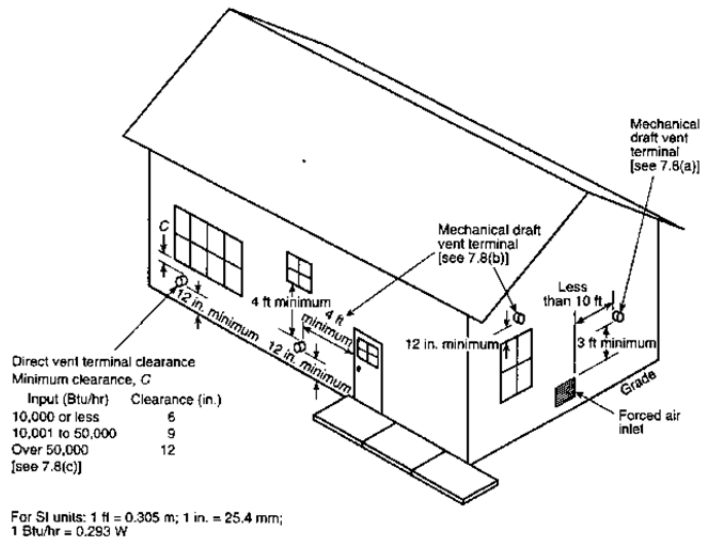 Mechanical
draft vent
terminal
[see 7.8(a)]
Mechanical draft
vent terminal
[see 7.8(b)]
Less
than 10 ft
C
12 in. minimum
4 ft minimum
4 ft
minimum
12 in. minimum
12 in. minimum
3 ft minimum
Grade
Forced air
inlet
Direct vent terminal clearance
Minimum clearance, C
Input (Btu/hr) Clearance (in.)
10,000 or less 6
10,001 to 50,000 9
Over 50,000 12
[see 7.8(c)]
For SI units: 1 ft = 0.305 m; 1 in. = 25.4 mm;
1 Btu/hr = 0.293 W